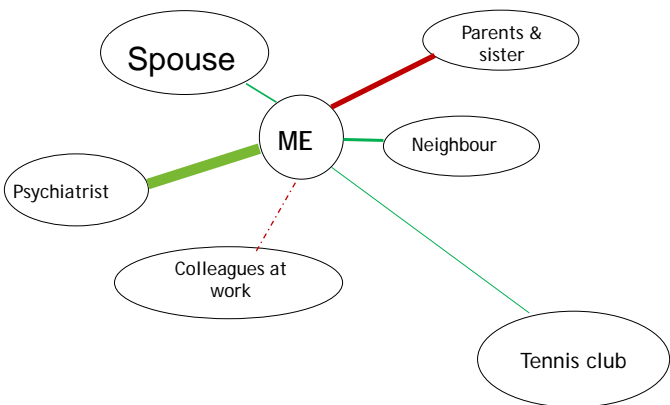 Spouse
Parents &
sister
ME
Neighbour
Psychiatrist
Colleagues at
work
Tennis club